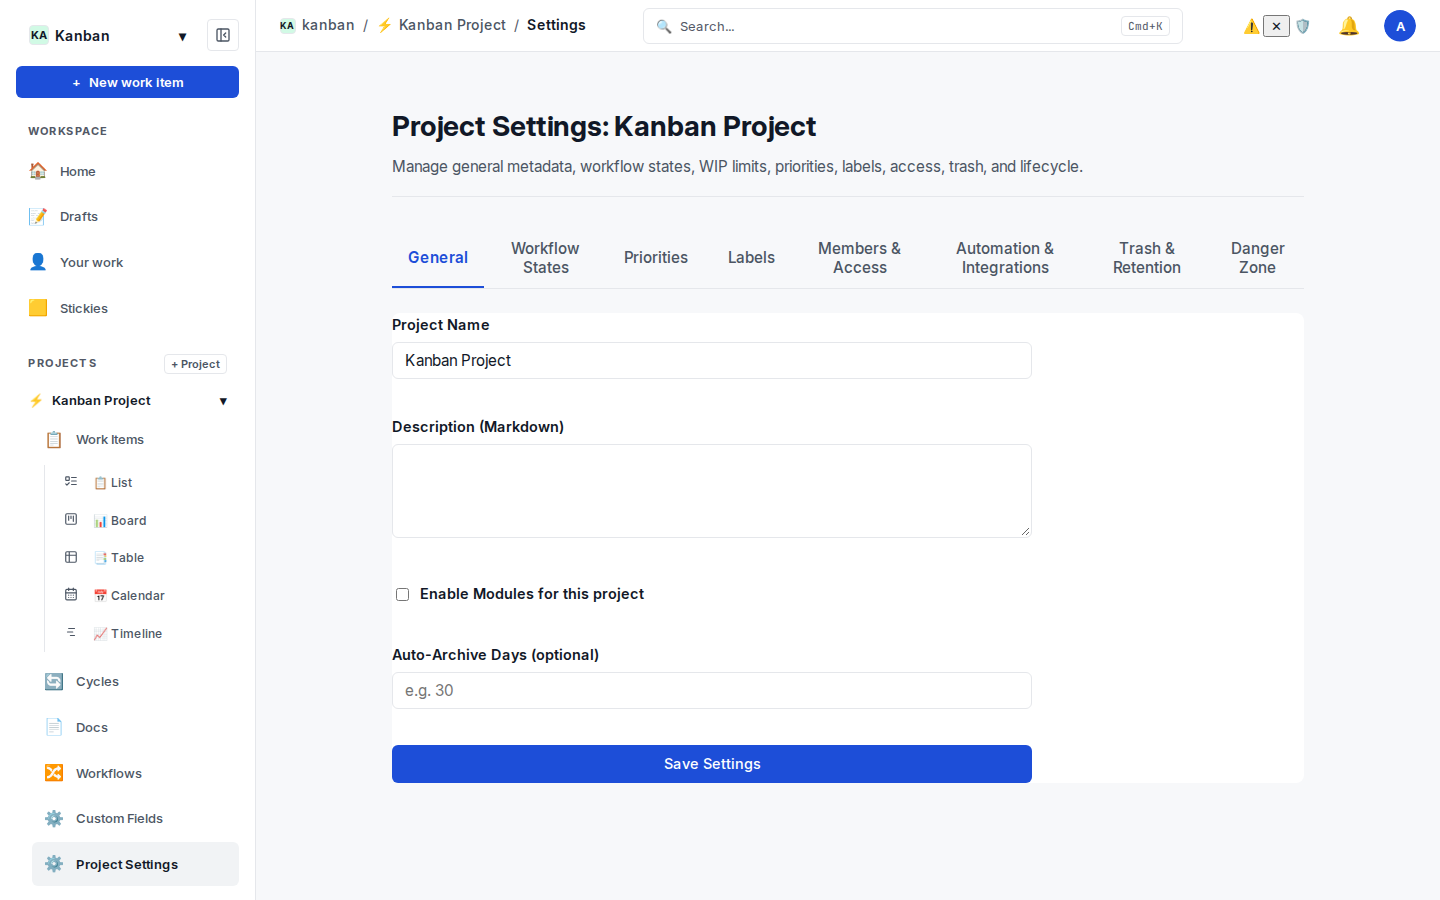 KA Kanban ▾
+ New work item
WORKSPACE
Home
Drafts
Your work
Stickies
PROJECTS
+ Project
Kanban Project ▾
Work Items
List
Board
Table
Calendar
Timeline
Cycles
Docs
Workflows
Custom Fields
Project Settings
KA kanban / ⚡ Kanban Project / Settings
Search...
Cmd+K
✕
A
Project Settings: Kanban Project
Manage general metadata, workflow states, WIP limits, priorities, labels, access, trash, and lifecycle.
General
Workflow
States
Priorities
Labels
Members &
Access
Automation &
Integrations
Trash &
Retention
Danger
Zone
Project Name
Kanban Project
Description (Markdown)
Enable Modules for this project
Auto-Archive Days (optional)
e.g. 30
Save Settings